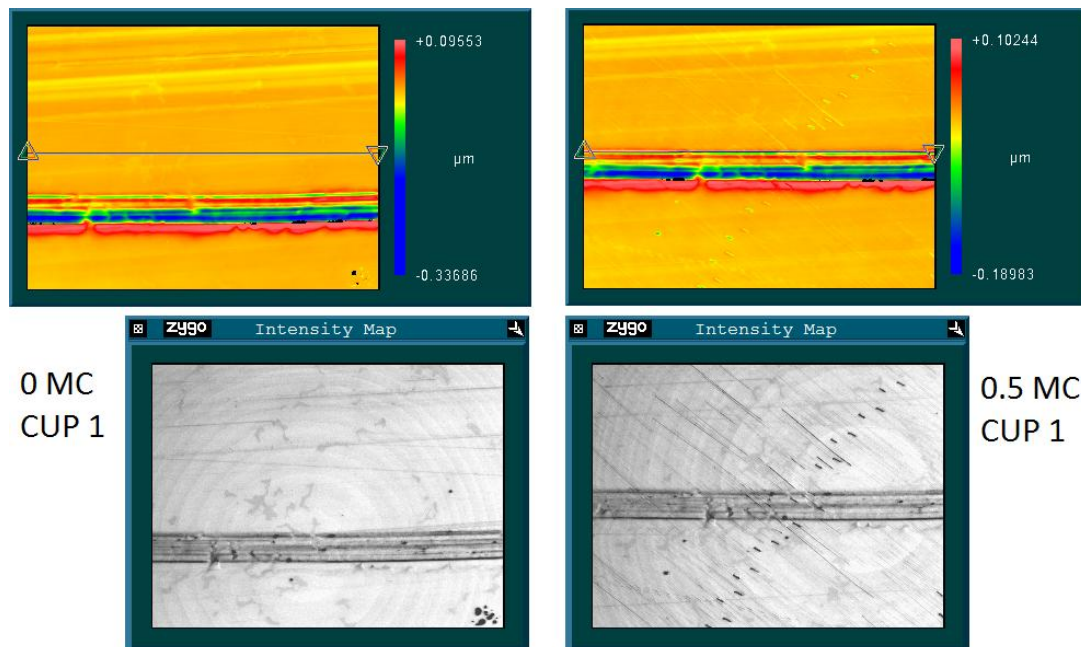 +0.09553
µm
-0.33686
+0.10244
µm
-0.18983
zygo Intensity Map
0 MC
CUP 1
zygo Intensity Map
0.5 MC
CUP 1